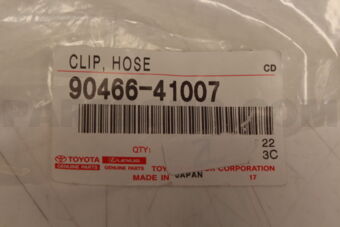 CLIP, HOSE
CD
90466-41007
QTY:
22
3C
TOYOTA
GENUINE PARTS
LEXUS
GENUINE PARTS
TOY CORPORATION
MADE IN JAPAN
17